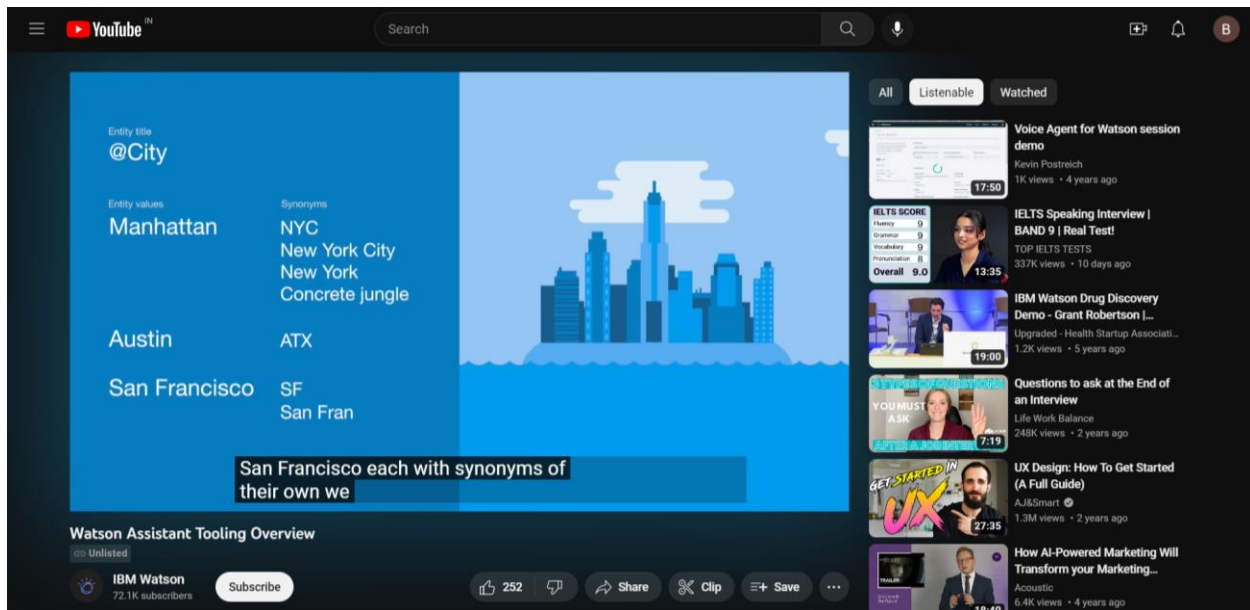 YouTube IN
Search
B
Entity title
@City
Entity values
Synonyms
Manhattan
NYC
New York City
New York
Concrete jungle
Austin
ATX
San Francisco
SF
San Fran
San Francisco each with synonyms of
their own we
Watson Assistant Tooling Overview
Unlisted
IBM Watson
72.1K subscribers
Subscribe
252
Share
Clip
Save
All
Listenable
Watched
17:50
Voice Agent for Watson session
demo
Kevin Postreich
1K views • 4 years ago
IELTS SCORE
Fluency 9
Grammar 9
Vocabulary 9
Pronunciation 8
Overall 9.0
13:35
IELTS Speaking Interview |
BAND 9 | Real Test!
TOP IELTS TESTS
337K views • 10 days ago
19:00
IBM Watson Drug Discovery
Demo - Grant Robertson |...
Upgraded - Health Startup Associati...
1.2K views • 5 years ago
YOU MUST
ASK
AFTER A JOB INTER
7:19
Questions to ask at the End of
an Interview
Life Work Balance
248K views • 2 years ago
GET STARTED IN
UX
27:35
UX Design: How To Get Started
(A Full Guide)
AJ&Smart
1.3M views • 2 years ago
TRAILER
18:40
How AI-Powered Marketing Will
Transform your Marketing...
Acoustic
6.4K views • 4 years ago